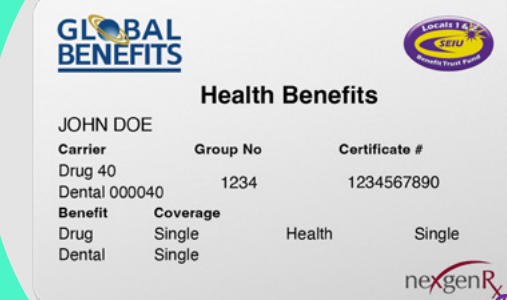 GLOBAL
BENEFITS
Locals 1 &
SEIU
Benefit Trust Fund
Health Benefits
JOHN DOE
Carrier Group No Certificate #
Drug 40
Dental 000040 1234 1234567890
Benefit Coverage
Drug Single Health Single
Dental Single
nexgenRx